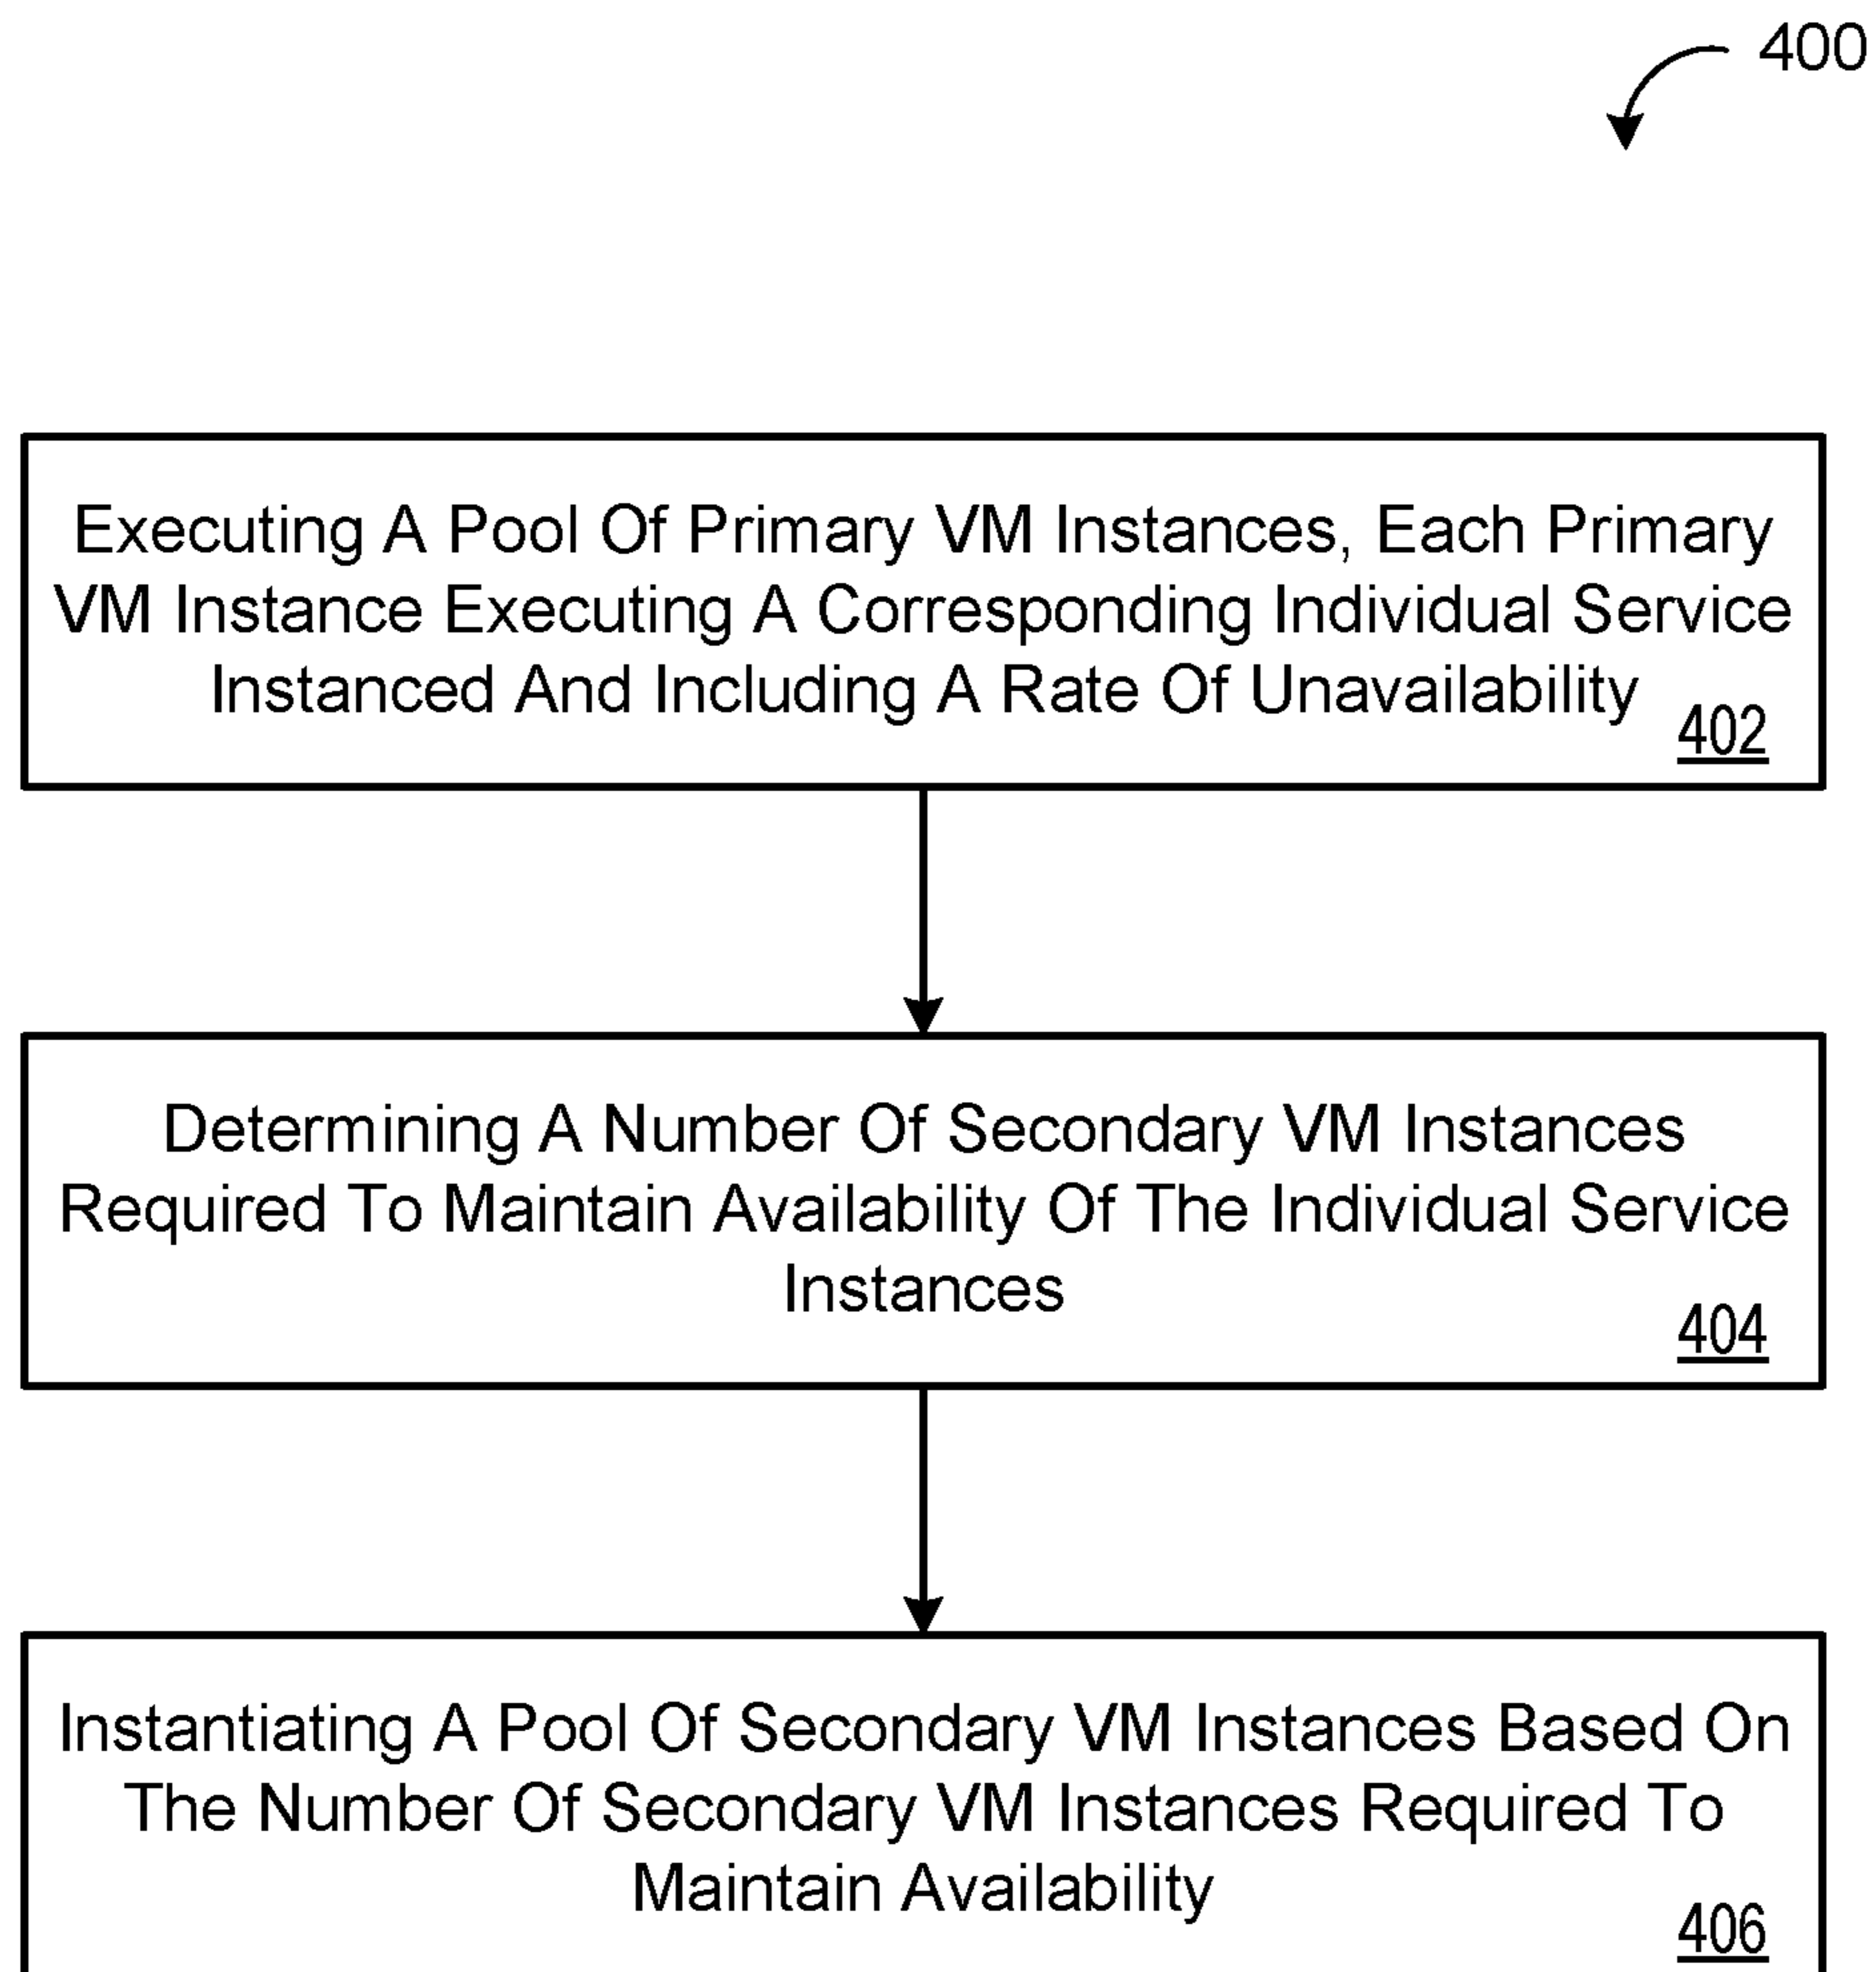 400
Executing A Pool Of Primary VM Instances, Each Primary
VM Instance Executing A Corresponding Individual Service
Instanced And Including A Rate Of Unavailability
402
Determining A Number Of Secondary VM Instances
Required To Maintain Availability Of The Individual Service
Instances
404
Instantiating A Pool Of Secondary VM Instances Based On
The Number Of Secondary VM Instances Required To
Maintain Availability
406